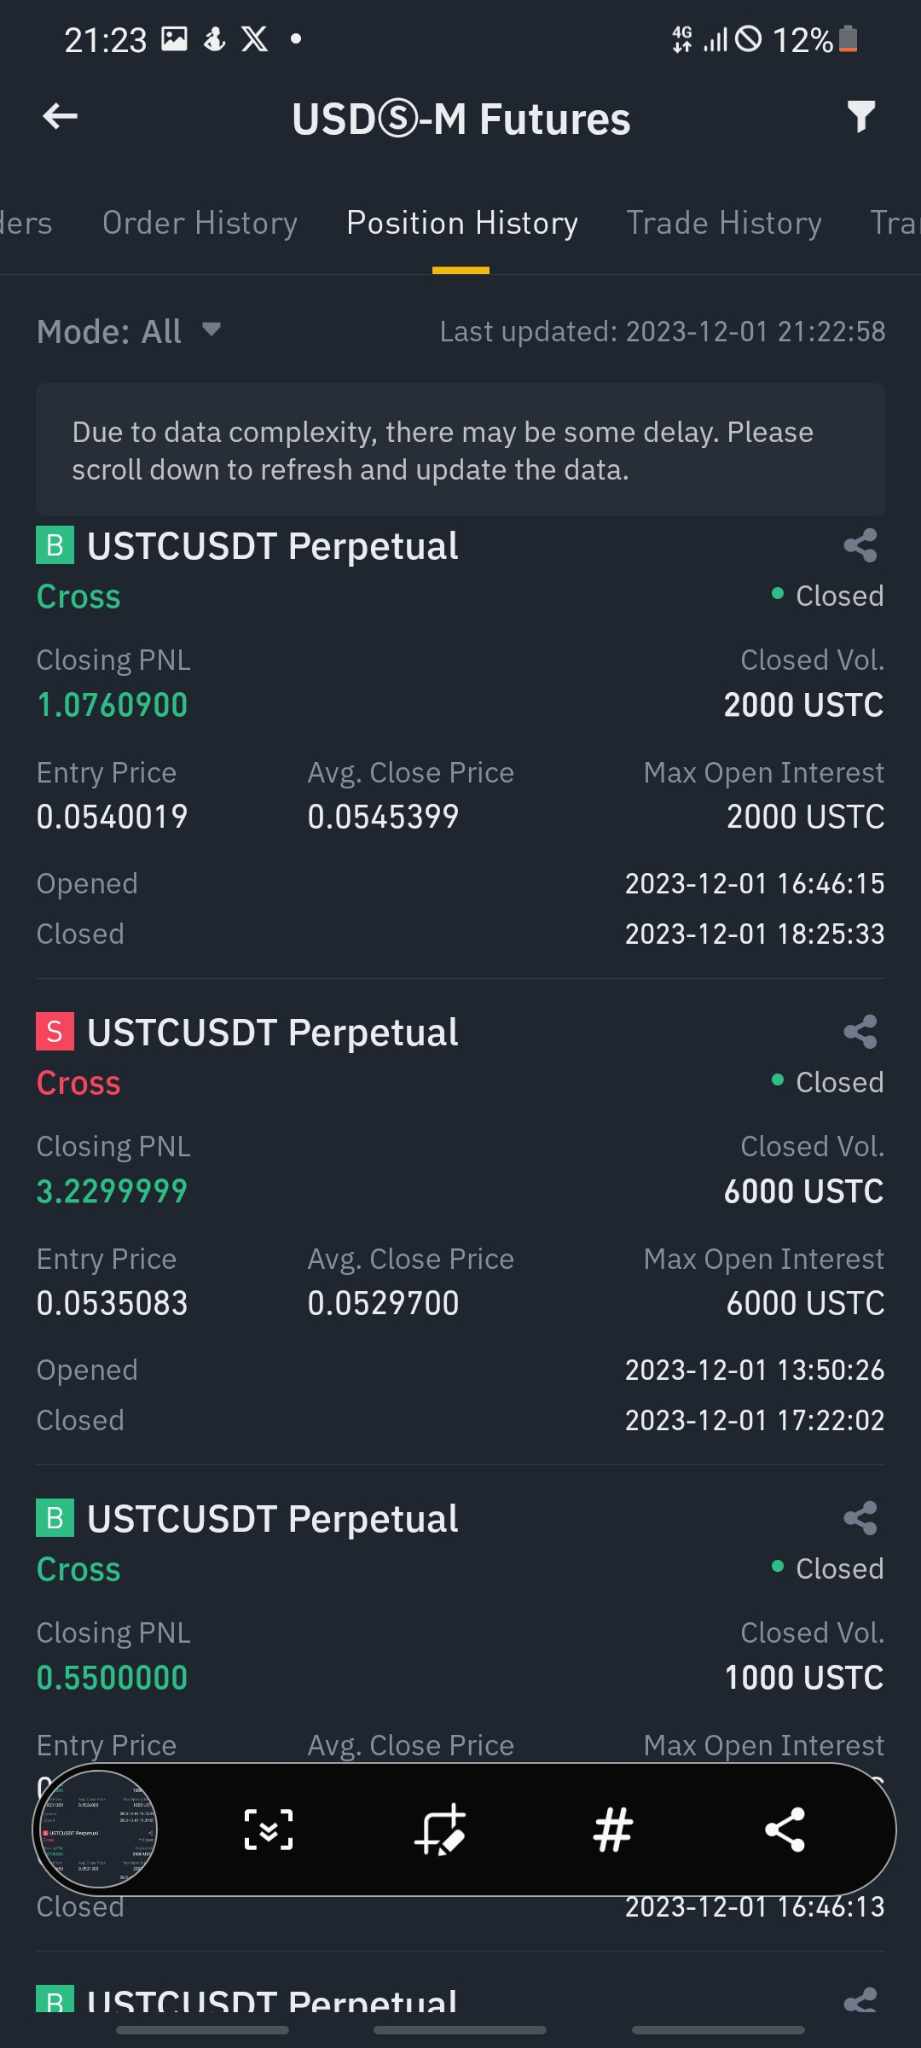 21:23 4G 12%
USDⓈ-M Futures
ders Order History Position History Trade History Tra
Mode: All Last updated: 2023-12-01 21:22:58
Due to data complexity, there may be some delay. Please
scroll down to refresh and update the data.
B USTCUSDT Perpetual
Cross Closed
Closing PNL Closed Vol.
1.0760900 2000 USTC
Entry Price Avg. Close Price Max Open Interest
0.0540019 0.0545399 2000 USTC
Opened 2023-12-01 16:46:15
Closed 2023-12-01 18:25:33
S USTCUSDT Perpetual
Cross Closed
Closing PNL Closed Vol.
3.2299999 6000 USTC
Entry Price Avg. Close Price Max Open Interest
0.0535083 0.0529700 6000 USTC
Opened 2023-12-01 13:50:26
Closed 2023-12-01 17:22:02
B USTCUSDT Perpetual
Cross Closed
Closing PNL Closed Vol.
0.5500000 1000 USTC
Entry Price Avg. Close Price Max Open Interest
#
Closed 2023-12-01 16:46:13
B USTCUSDT Perpetual